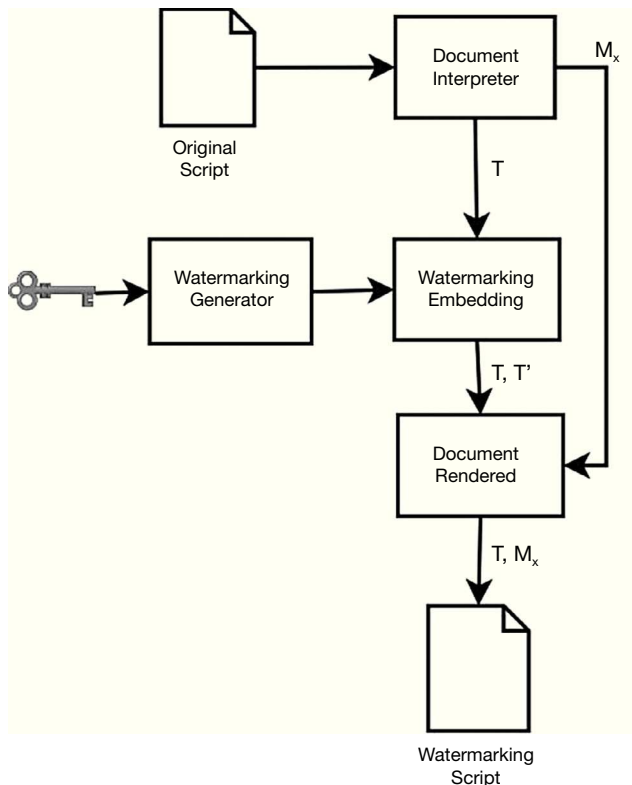 Document
Interpreter
Mₓ
Original
Script
T
Watermarking
Generator
Watermarking
Embedding
T, T’
Document
Rendered
T, Mₓ
Watermarking
Script